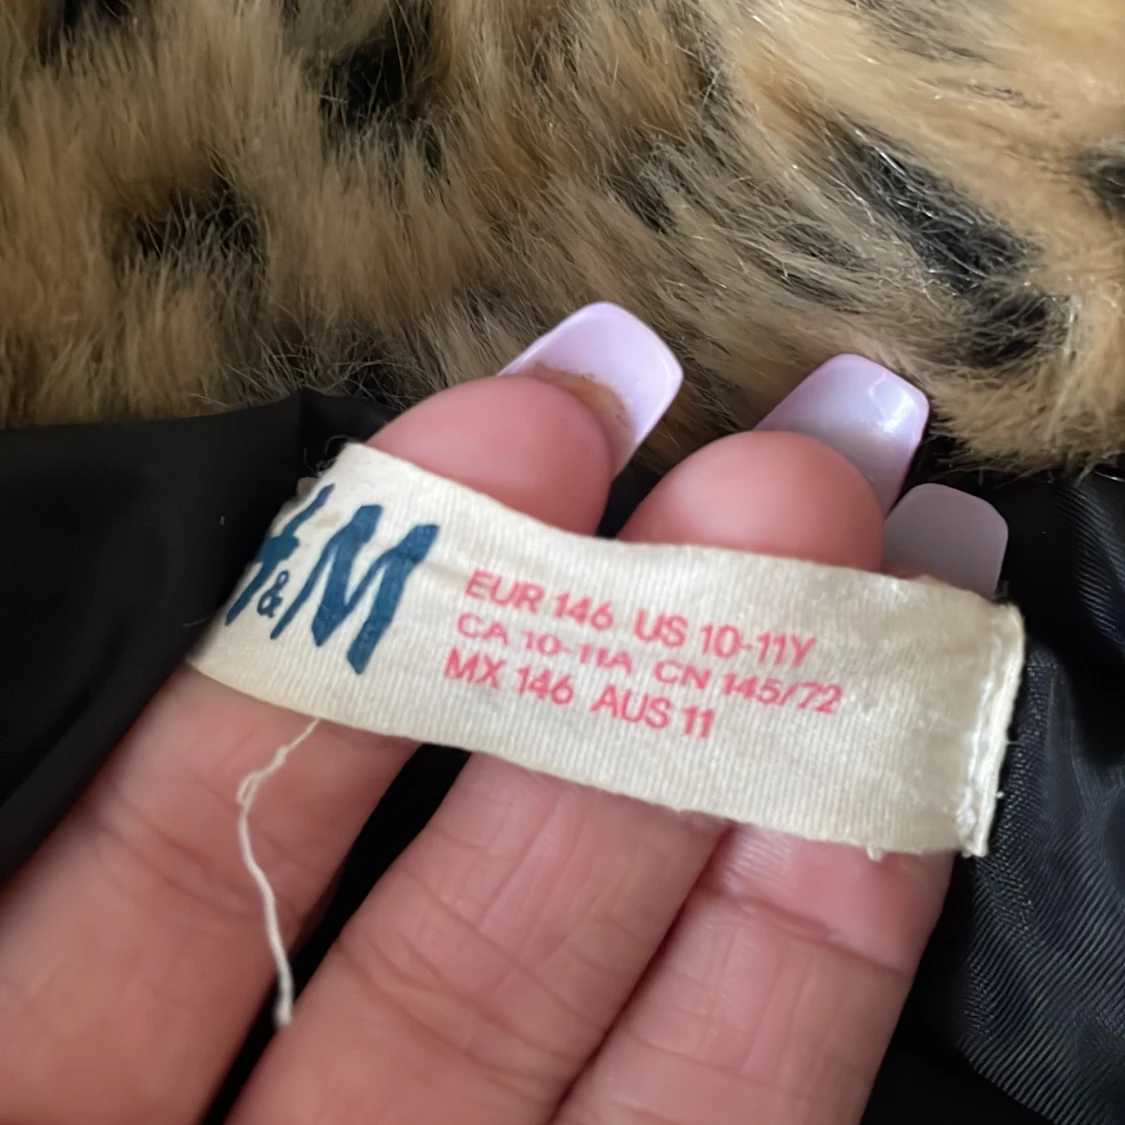 H&M
EUR 146 US 10-11Y
CA 10-11A CN 145/72
MX 146 AUS 11